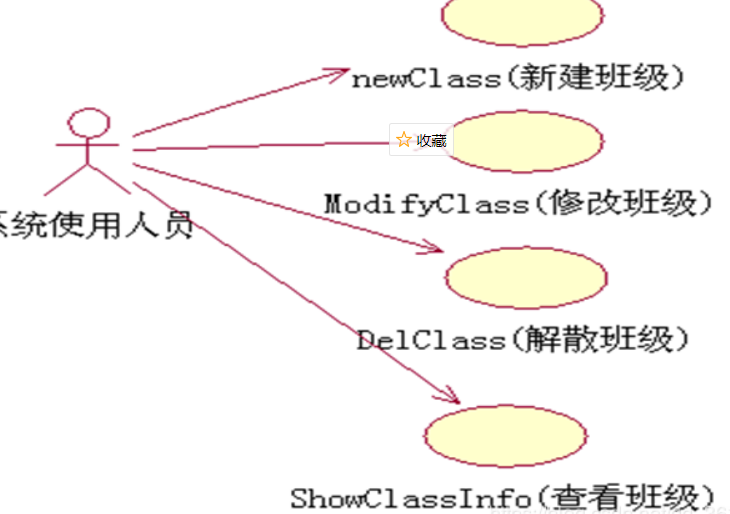 newClass(新建班级)
收藏
ModifyClass(修改班级)
系统使用人员
DelClass(解散班级)
ShowClassInfo(查看班级)